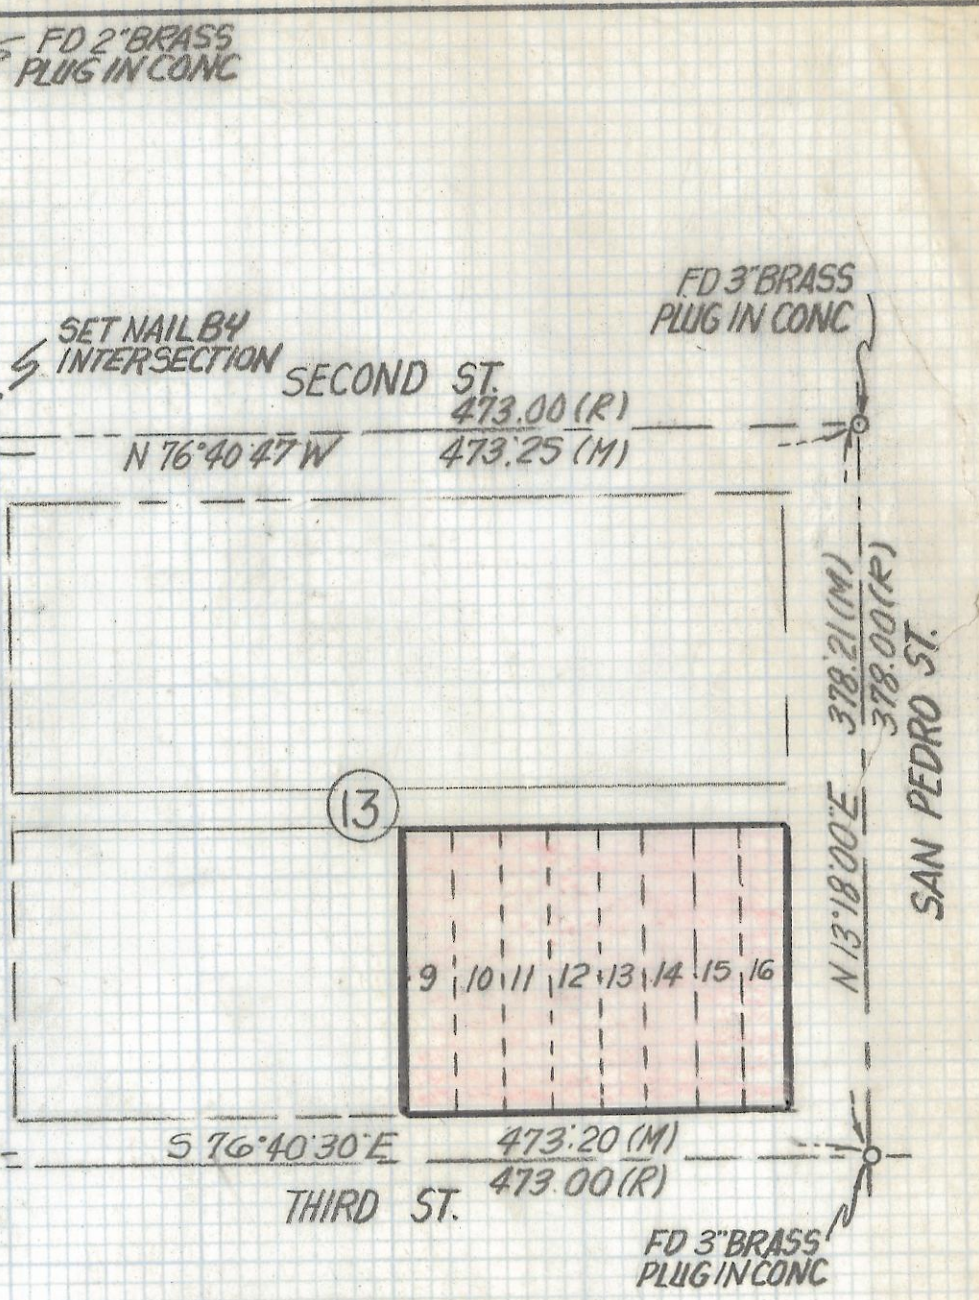 FD 2" BRASS
PLUG IN CONC
FD 3" BRASS
PLUG IN CONC
SET NAIL BY
INTERSECTION
SECOND ST.
473.00 (R)
N 76°40'47 W
473.25 (M)
378.21 (M)
378.00 (R)
SAN PEDRO ST.
N 13°18'00"E
13
9 10 11 12 13 14 15 16
S 76°40'30"E
473.20 (M)
473.00 (R)
THIRD ST.
FD 3" BRASS
PLUG IN CONC